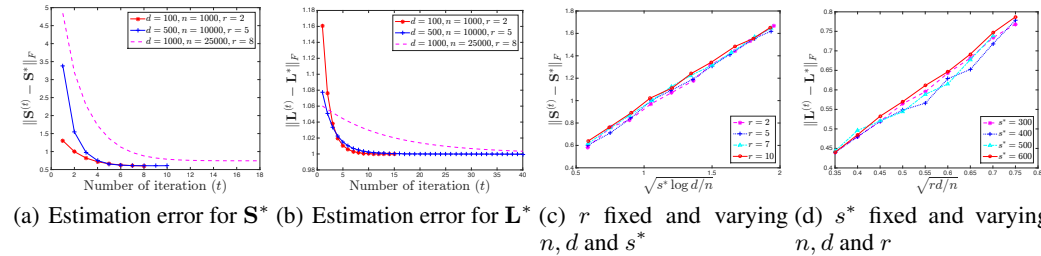 ‖S^(t) − S*‖_F
5
4.5
4
3.5
3
2.5
2
1.5
1
0.5
0 2 4 6 8 10 12 14 16 18
Number of iteration (t)
d = 100, n = 1000, r = 2
d = 500, n = 10000, r = 5
d = 1000, n = 25000, r = 8
‖L^(t) − L*‖_F
1.18
1.16
1.14
1.12
1.1
1.08
1.06
1.04
1.02
1
0.98
0 5 10 15 20 25 30 35 40
Number of iteration (t)
d = 100, n = 1000, r = 2
d = 500, n = 10000, r = 5
d = 1000, n = 25000, r = 8
‖S^(t) − S*‖_F
1.8
1.6
1.4
1.2
1
0.8
0.6
0.4
0.5 1 1.5 2
√(s* log d/n)
r = 2
r = 5
r = 7
r = 10
‖L^(t) − L*‖_F
0.8
0.75
0.7
0.65
0.6
0.55
0.5
0.45
0.4
0.35 0.4 0.45 0.5 0.55 0.6 0.65 0.7 0.75 0.8
√(rd/n)
s* = 300
s* = 400
s* = 500
s* = 600
(a) Estimation error for S*
(b) Estimation error for L*
(c) r fixed and varying
n, d and s*
(d) s* fixed and varying
n, d and r